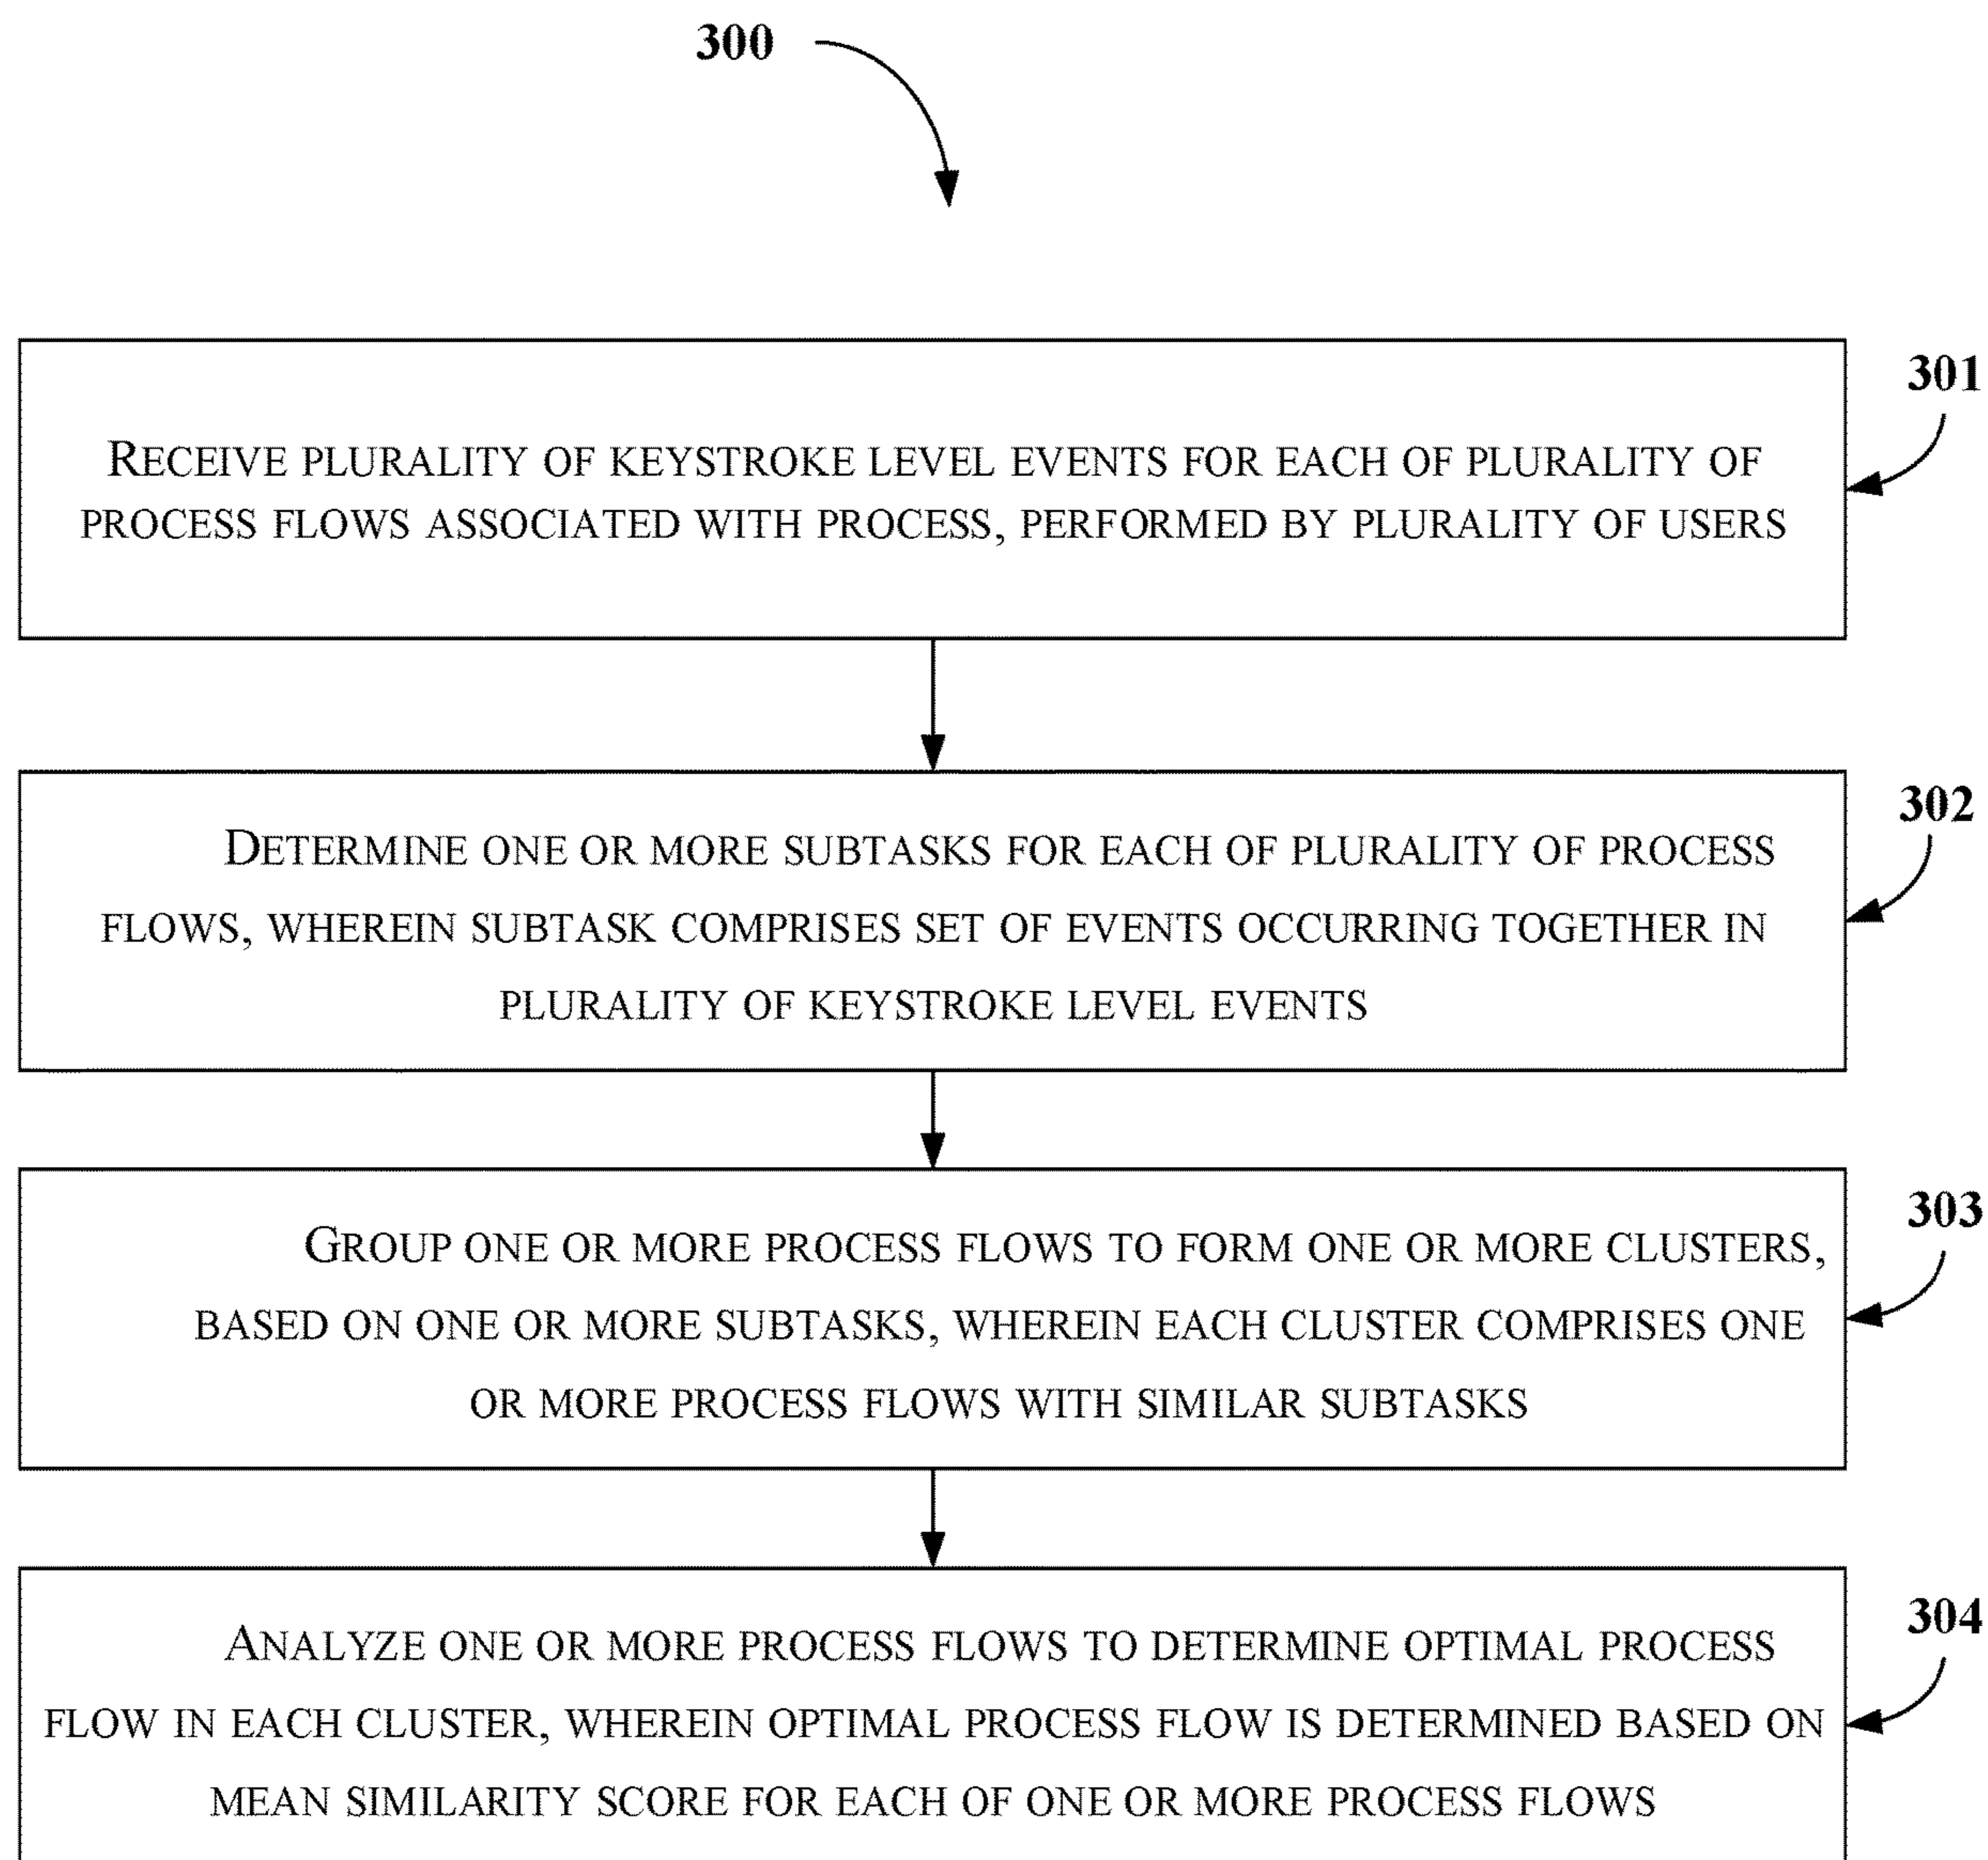 300
301
RECEIVE PLURALITY OF KEYSTROKE LEVEL EVENTS FOR EACH OF PLURALITY OF
PROCESS FLOWS ASSOCIATED WITH PROCESS, PERFORMED BY PLURALITY OF USERS
302
DETERMINE ONE OR MORE SUBTASKS FOR EACH OF PLURALITY OF PROCESS
FLOWS, WHEREIN SUBTASK COMPRISES SET OF EVENTS OCCURRING TOGETHER IN
PLURALITY OF KEYSTROKE LEVEL EVENTS
303
GROUP ONE OR MORE PROCESS FLOWS TO FORM ONE OR MORE CLUSTERS,
BASED ON ONE OR MORE SUBTASKS, WHEREIN EACH CLUSTER COMPRISES ONE
OR MORE PROCESS FLOWS WITH SIMILAR SUBTASKS
304
ANALYZE ONE OR MORE PROCESS FLOWS TO DETERMINE OPTIMAL PROCESS
FLOW IN EACH CLUSTER, WHEREIN OPTIMAL PROCESS FLOW IS DETERMINED BASED ON
MEAN SIMILARITY SCORE FOR EACH OF ONE OR MORE PROCESS FLOWS